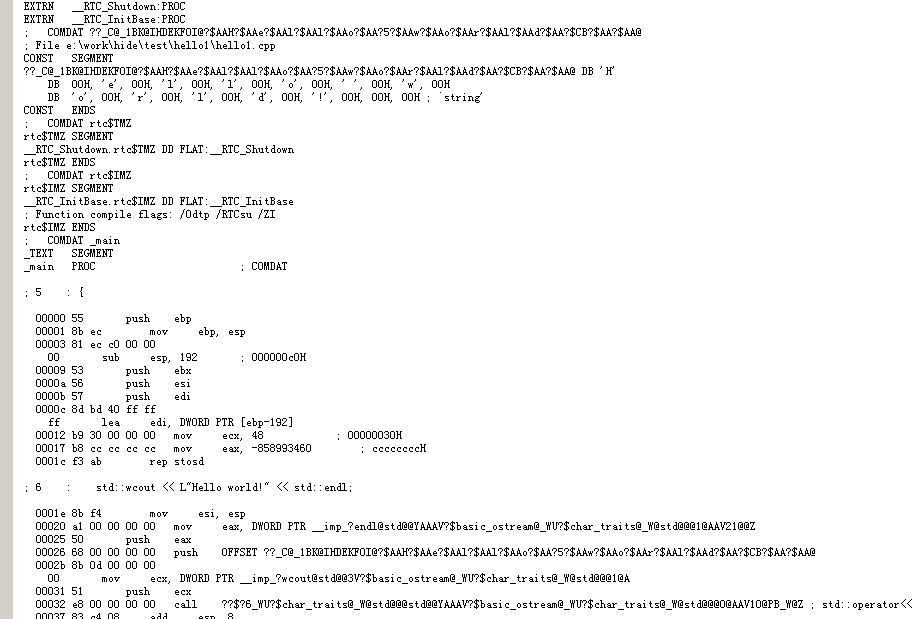 EXTRN	__RTC_Shutdown:PROC
EXTRN	__RTC_InitBase:PROC
;	COMDAT ??_C@_1BK@IHDEKFOI@?$AAH?$AAe?$AAl?$AAl?$AAo?$AA?5?$AAw?$AAo?$AAr?$AAl?$AAd?$AA?$CB?$AA?$AA@
; File e:\work\hide\test\hello1\hello1.cpp
CONST	SEGMENT
??_C@_1BK@IHDEKFOI@?$AAH?$AAe?$AAl?$AAl?$AAo?$AA?5?$AAw?$AAo?$AAr?$AAl?$AAd?$AA?$CB?$AA?$AA@ DB 'H'
	DB	00H, 'e', 00H, 'l', 00H, 'l', 00H, 'o', 00H, ' ', 00H, 'w', 00H
	DB	'o', 00H, 'r', 00H, 'l', 00H, 'd', 00H, '!', 00H, 00H, 00H ; `string'
CONST	ENDS
;	COMDAT rtc$TMZ
rtc$TMZ	SEGMENT
__RTC_Shutdown.rtc$TMZ DD FLAT:__RTC_Shutdown
rtc$TMZ	ENDS
;	COMDAT rtc$IMZ
rtc$IMZ	SEGMENT
__RTC_InitBase.rtc$IMZ DD FLAT:__RTC_InitBase
; Function compile flags: /Odtp /RTCsu /ZI
rtc$IMZ	ENDS
;	COMDAT _main
_TEXT	SEGMENT
_main	PROC						; COMDAT
; 5    : {
00000	55		 push	 ebp
00001	8b ec		 mov	 ebp, esp
00003	81 ec c0 00 00
00		 sub	 esp, 192		; 000000c0H
00009	53		 push	 ebx
0000a	56		 push	 esi
0000b	57		 push	 edi
0000c	8d bd 40 ff ff
ff		 lea	 edi, DWORD PTR [ebp-192]
00012	b9 30 00 00 00	 mov	 ecx, 48			; 00000030H
00017	b8 cc cc cc cc	 mov	 eax, -858993460		; ccccccccH
0001c	f3 ab		 rep stosd
; 6    : 	std::wcout << L"Hello world!" << std::endl;
0001e	8b f4		 mov	 esi, esp
00020	a1 00 00 00 00	 mov	 eax, DWORD PTR __imp_?endl@std@@YAAAV?$basic_ostream@_WU?$char_traits@_W@std@@@1@AAV21@@Z
00025	50		 push	 eax
00026	68 00 00 00 00	 push	 OFFSET ??_C@_1BK@IHDEKFOI@?$AAH?$AAe?$AAl?$AAl?$AAo?$AA?5?$AAw?$AAo?$AAr?$AAl?$AAd?$AA?$CB?$AA?$AA@
0002b	8b 0d 00 00 00
00		 mov	 ecx, DWORD PTR __imp_?wcout@std@@3V?$basic_ostream@_WU?$char_traits@_W@std@@@1@A
00031	51		 push	 ecx
00032	e8 00 00 00 00	 call	 ??$?6_WU?$char_traits@_W@std@@@std@@YAAAV?$basic_ostream@_WU?$char_traits@_W@std@@@0@AAV10@PB_W@Z ; std::operator<<
00037	83 c4 08	 add	 esp, 8